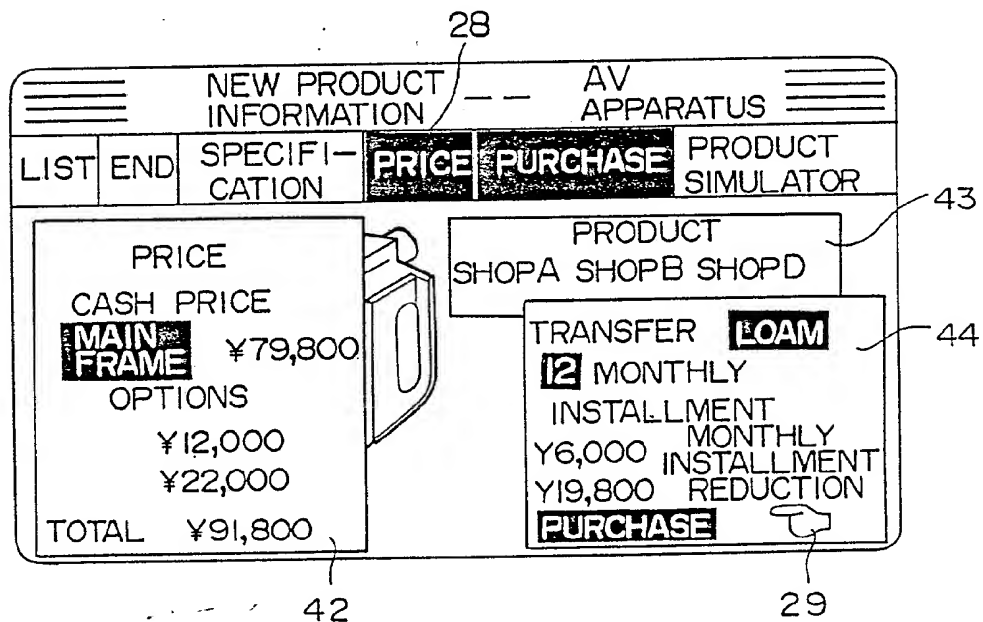 28
NEW PRODUCT INFORMATION -- AV APPARATUS
LIST END SPECIFI-CATION PRICE PURCHASE PRODUCT SIMULATOR
43
PRICE
CASH PRICE
MAIN FRAME ¥79,800
OPTIONS
¥12,000
¥22,000
TOTAL ¥91,800
42
PRODUCT
SHOPA SHOPB SHOPD
TRANSFER LOAM
44
12 MONTHLY
INSTALLMENT
Y6,000 MONTHLY INSTALLMENT
Y19,800 REDUCTION
PURCHASE
29